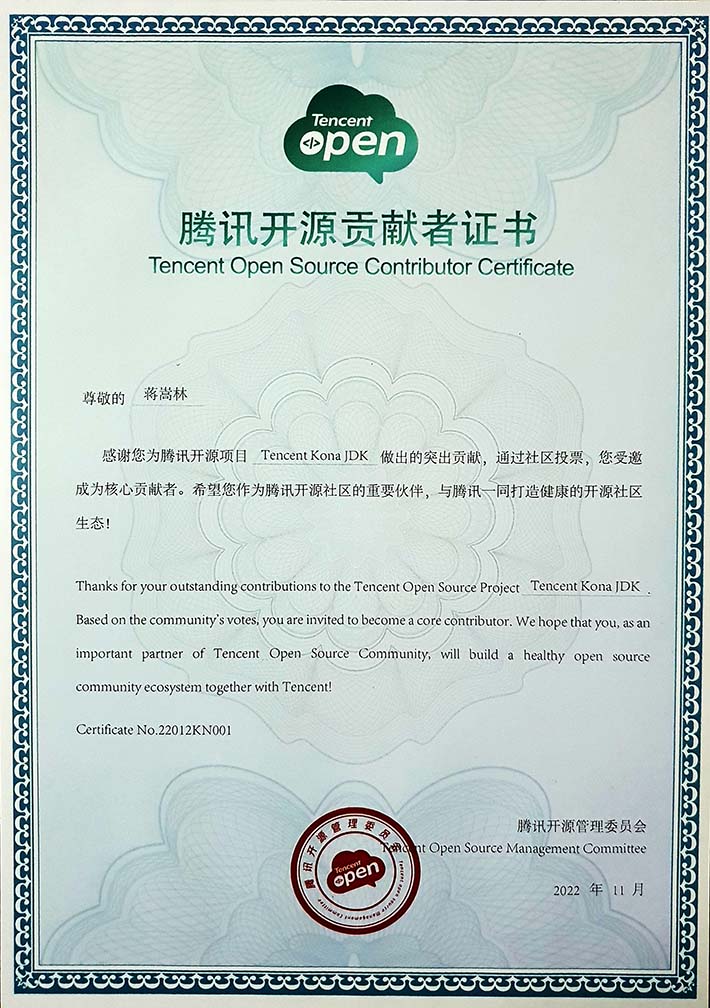 Tencent
open
腾讯开源贡献者证书
Tencent Open Source Contributor Certificate
尊敬的 蒋嵩林
感谢您为腾讯开源项目 Tencent Kona JDK 做出的突出贡献，通过社区投票，您受邀
成为核心贡献者。希望您作为腾讯开源社区的重要伙伴，与腾讯一同打造健康的开源社区
生态！
Thanks for your outstanding contributions to the Tencent Open Source Project Tencent Kona JDK .
Based on the community's votes, you are invited to become a core contributor. We hope that you, as an
important partner of Tencent Open Source Community, will build a healthy open source
community ecosystem together with Tencent!
Certificate No.22012KN001
腾讯开源管理委员会
Tencent Open Source Management Committee
2022 年 11 月
腾讯开源管理委员会
Tencent
open
Tencent open source Management Committee